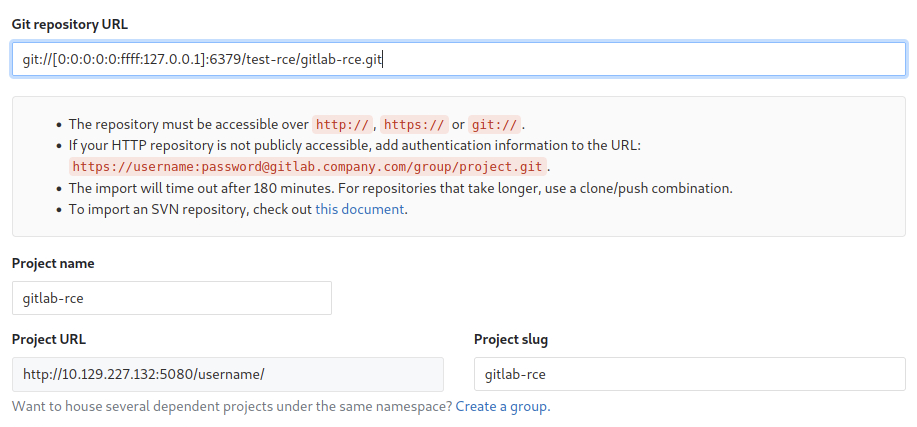 Git repository URL
git://[0:0:0:0:0:ffff:127.0.0.1]:6379/test-rce/gitlab-rce.git
• The repository must be accessible over http://, https:// or git://.
• If your HTTP repository is not publicly accessible, add authentication information to the URL:
https://username:password@gitlab.company.com/group/project.git.
• The import will time out after 180 minutes. For repositories that take longer, use a clone/push combination.
• To import an SVN repository, check out this document.
Project name
gitlab-rce
Project URL
http://10.129.227.132:5080/username/
Project slug
gitlab-rce
Want to house several dependent projects under the same namespace? Create a group.